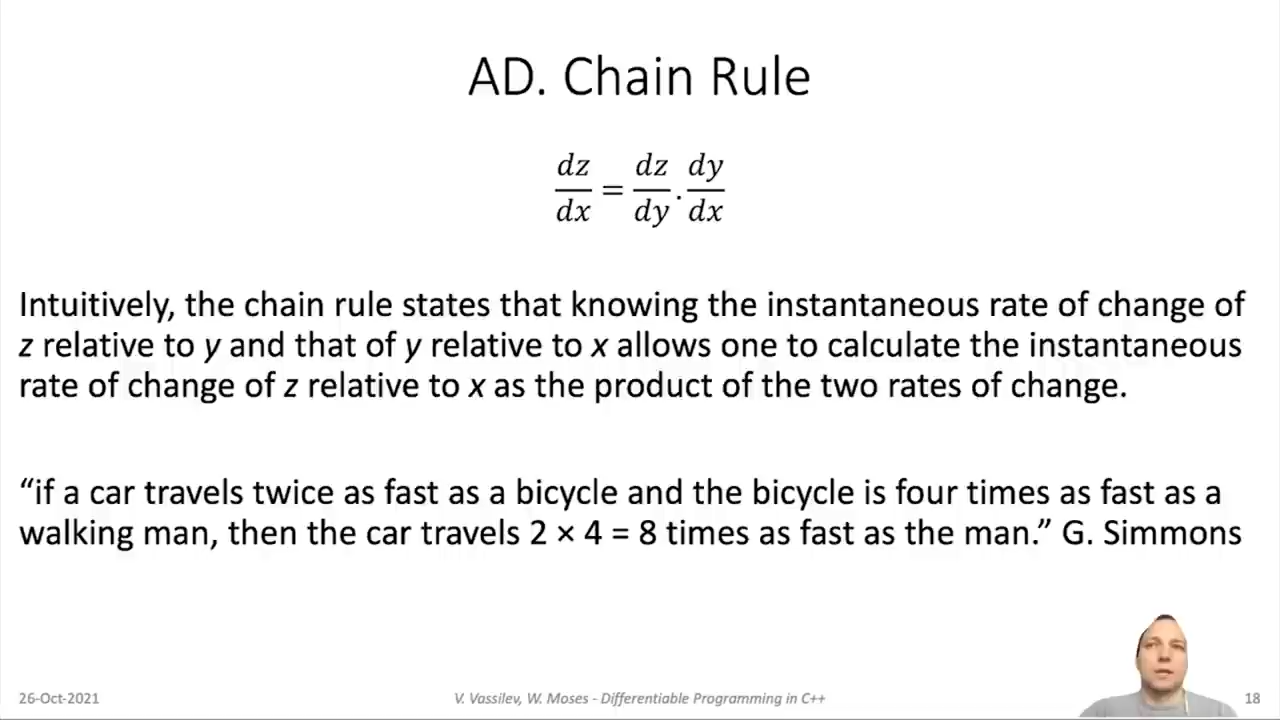 AD. Chain Rule
dz/dx = dz/dy . dy/dx
Intuitively, the chain rule states that knowing the instantaneous rate of change of
z relative to y and that of y relative to x allows one to calculate the instantaneous
rate of change of z relative to x as the product of the two rates of change.
“if a car travels twice as fast as a bicycle and the bicycle is four times as fast as a
walking man, then the car travels 2 × 4 = 8 times as fast as the man.” G. Simmons
26-Oct-2021
V. Vassilev, W. Moses - Differentiable Programming in C++
18